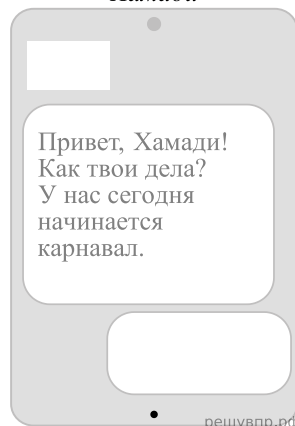 Привет, Хамади!
Как твои дела?
У нас сегодня
начинается
карнавал.
решувпр.рф